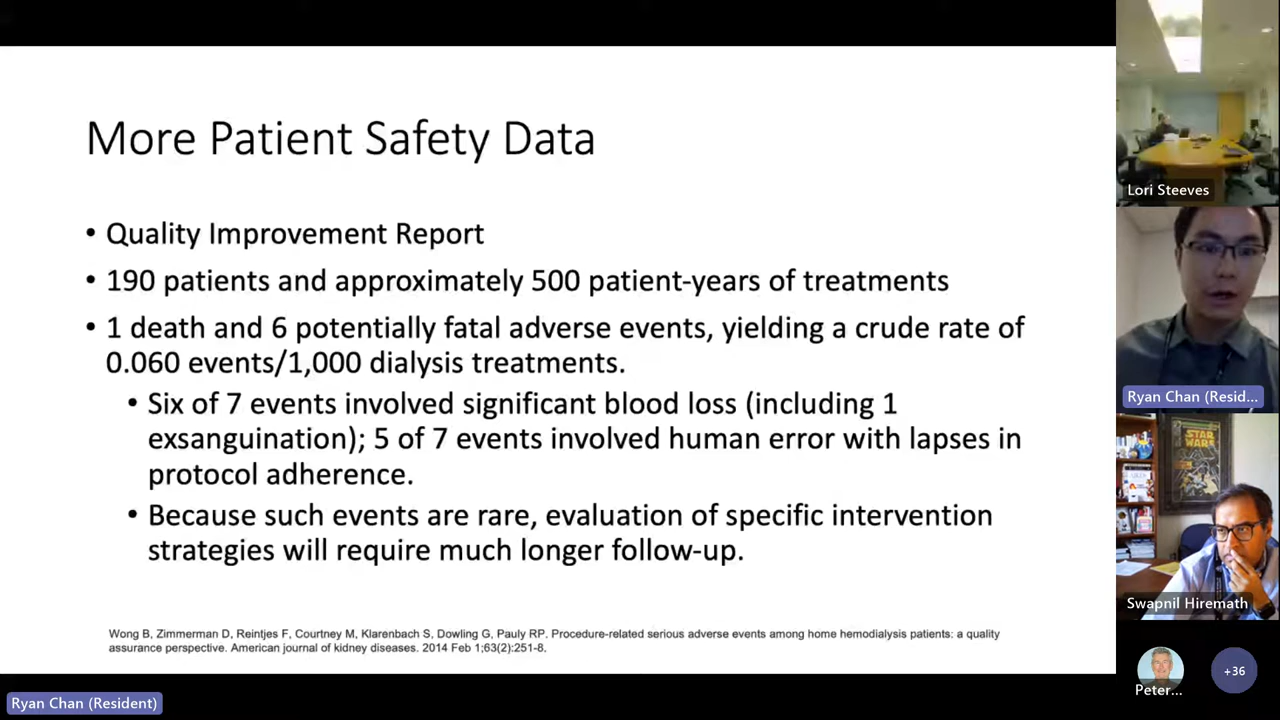 More Patient Safety Data
• Quality Improvement Report
• 190 patients and approximately 500 patient-years of treatments
• 1 death and 6 potentially fatal adverse events, yielding a crude rate of
0.060 events/1,000 dialysis treatments.
• Six of 7 events involved significant blood loss (including 1
exsanguination); 5 of 7 events involved human error with lapses in
protocol adherence.
• Because such events are rare, evaluation of specific intervention
strategies will require much longer follow-up.
Wong B, Zimmerman D, Reintjes F, Courtney M, Klarenbach S, Dowling G, Pauly RP. Procedure-related serious adverse events among home hemodialysis patients: a quality
assurance perspective. American journal of kidney diseases. 2014 Feb 1;63(2):251-8.
Ryan Chan (Resident)
Lori Steeves
Ryan Chan (Resid...
STAR
WARS
Swapnil Hiremath
Peter...
+36